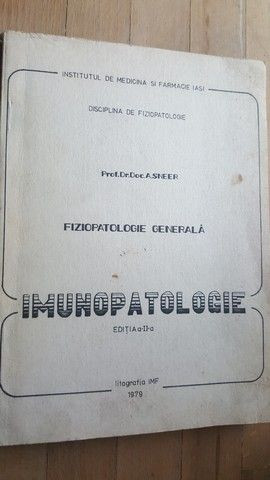 INSTITUTUL DE MEDICINA SI FARMACIE IASI
DISCIPLINA DE FIZIOPATOLOGIE
Prof.Dr.Doc.A.SNEER
FIZIOPATOLOGIE GENERALĂ
IMUNOPATOLOGIE
EDIȚIA a-II-a
litografia IMF
1979